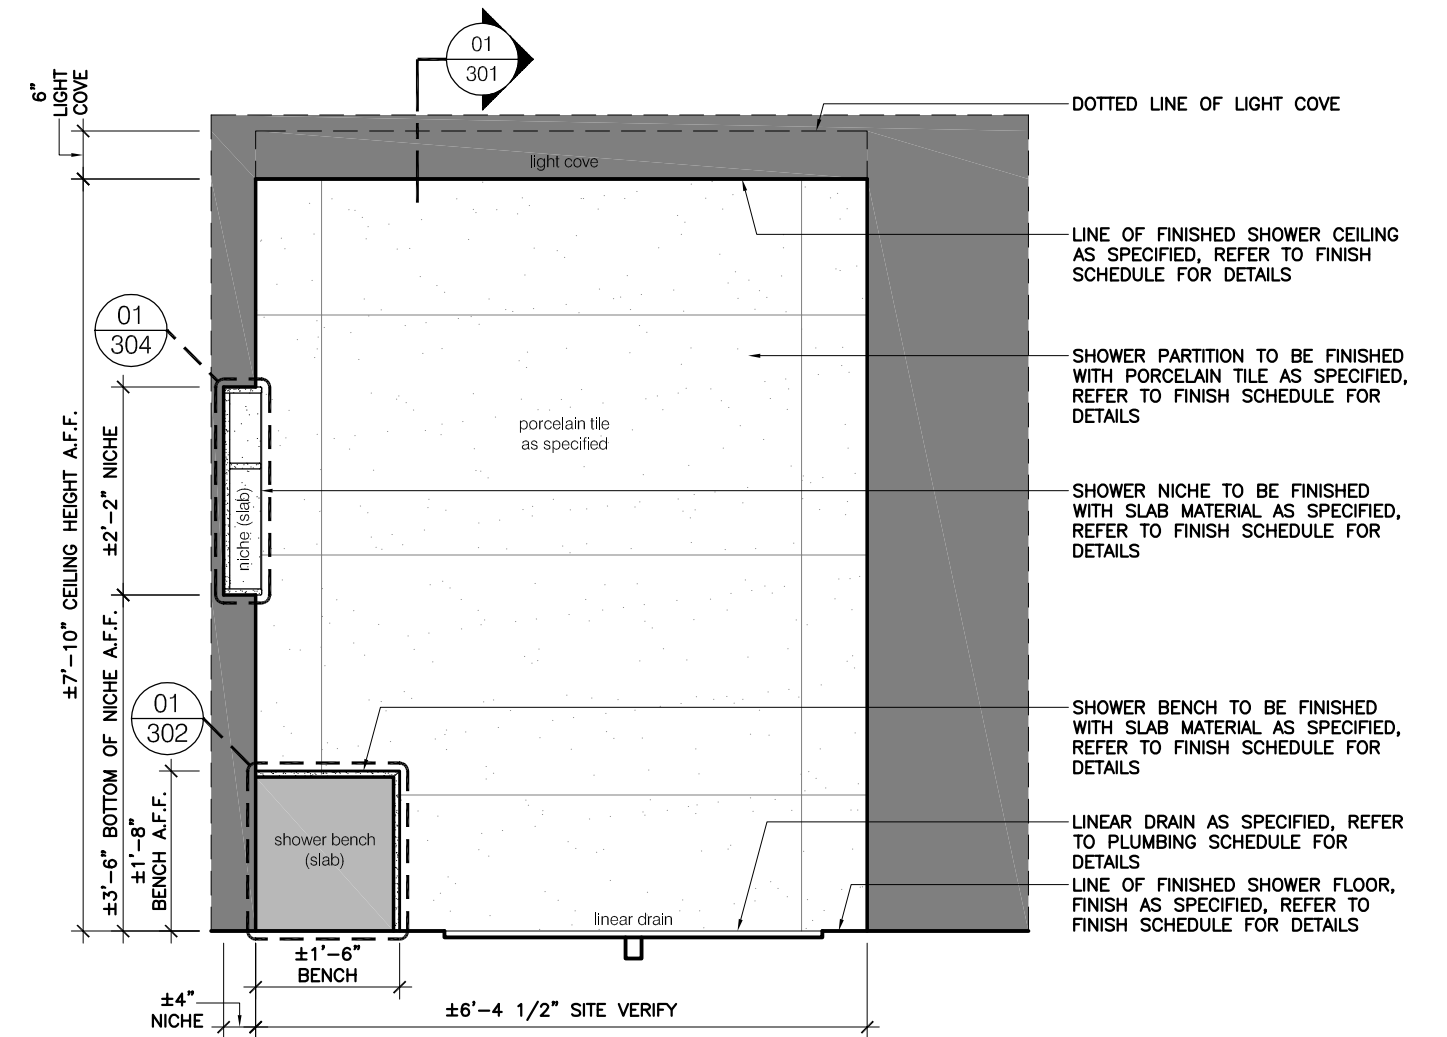 01
301
6"
LIGHT
COVE
DOTTED LINE OF LIGHT COVE
light cove
LINE OF FINISHED SHOWER CEILING
AS SPECIFIED, REFER TO FINISH
SCHEDULE FOR DETAILS
01
304
SHOWER PARTITION TO BE FINISHED
WITH PORCELAIN TILE AS SPECIFIED,
REFER TO FINISH SCHEDULE FOR
DETAILS
porcelain tile
as specified
±7'-10" CEILING HEIGHT A.F.F.
±2'-2" NICHE
niche (slab)
SHOWER NICHE TO BE FINISHED
WITH SLAB MATERIAL AS SPECIFIED,
REFER TO FINISH SCHEDULE FOR
DETAILS
±3'-6" BOTTOM OF NICHE A.F.F.
01
302
SHOWER BENCH TO BE FINISHED
WITH SLAB MATERIAL AS SPECIFIED,
REFER TO FINISH SCHEDULE FOR
DETAILS
±1'-8"
BENCH A.F.F.
shower bench
(slab)
LINEAR DRAIN AS SPECIFIED, REFER
TO PLUMBING SCHEDULE FOR
DETAILS
LINE OF FINISHED SHOWER FLOOR,
FINISH AS SPECIFIED, REFER TO
FINISH SCHEDULE FOR DETAILS
linear drain
±1'-6"
BENCH
±4"
NICHE
±6'-4 1/2" SITE VERIFY